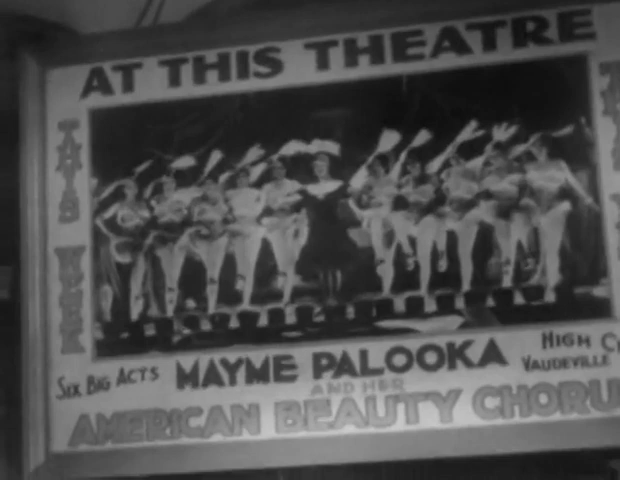 AT THIS THEATRE
THIS WEEK
SIX BIG ACTS
MAYME PALOOKA
HIGH
VAUDEVILLE
AND HER
AMERICAN BEAUTY CHORU